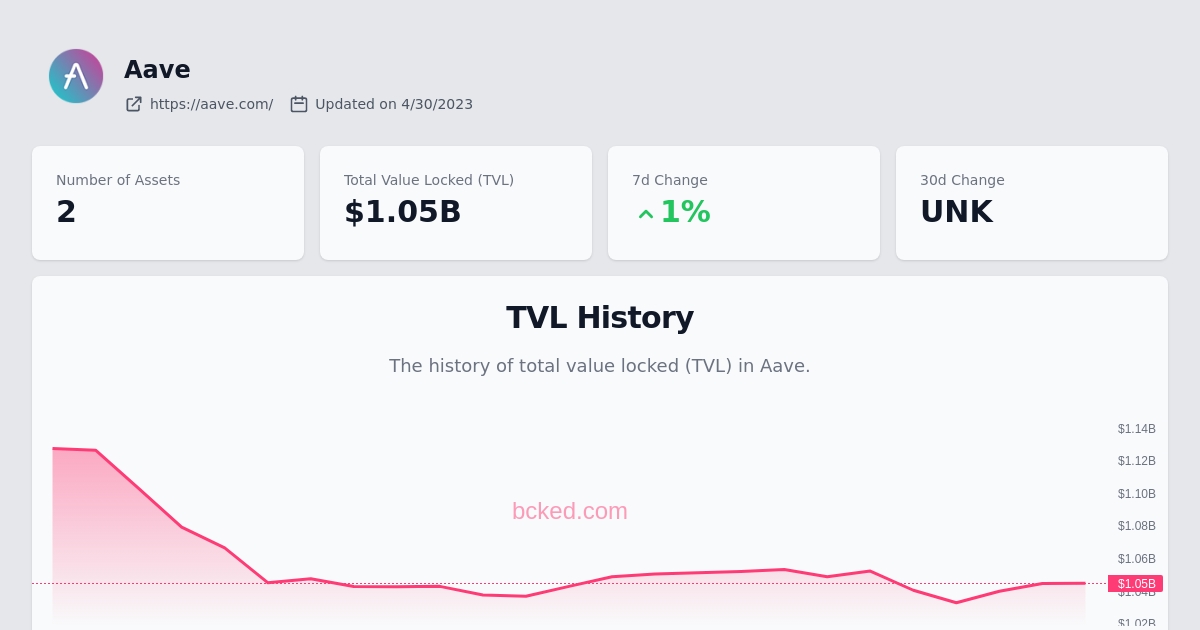 Aave
https://aave.com/ Updated on 4/30/2023
Number of Assets
2
Total Value Locked (TVL)
$1.05B
7d Change
1%
30d Change
UNK
TVL History
The history of total value locked (TVL) in Aave.
$1.14B
$1.12B
$1.10B
bcked.com
$1.08B
$1.06B
$1.05B
$1.04B
$1.02B